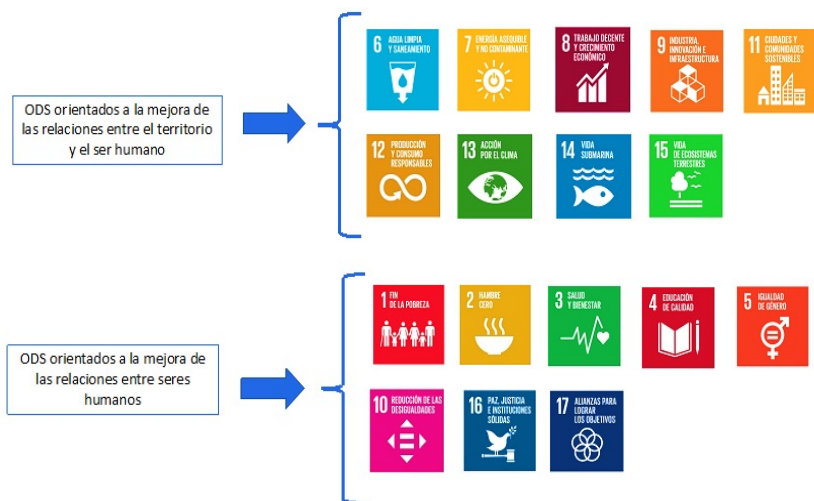 ODS orientados a la mejora de
las relaciones entre el territorio
y el ser humano
6 AGUA LIMPIA
Y SANEAMIENTO
7 ENERGÍA ASEQUIBLE
Y NO CONTAMINANTE
8 TRABAJO DECENTE
Y CRECIMIENTO
ECONÓMICO
9 INDUSTRIA,
INNOVACIÓN E
INFRAESTRUCTURA
11 CIUDADES Y
COMUNIDADES
SOSTENIBLES
12 PRODUCCIÓN
Y CONSUMO
RESPONSABLES
13 ACCIÓN
POR EL CLIMA
14 VIDA
SUBMARINA
15 VIDA
DE ECOSISTEMAS
TERRESTRES
ODS orientados a la mejora de
las relaciones entre seres
humanos
1 FIN
DE LA POBREZA
2 HAMBRE
CERO
3 SALUD
Y BIENESTAR
4 EDUCACIÓN
DE CALIDAD
5 IGUALDAD
DE GÉNERO
10 REDUCCIÓN DE LAS
DESIGUALDADES
16 PAZ, JUSTICIA
E INSTITUCIONES
SÓLIDAS
17 ALIANZAS PARA
LOGRAR
LOS OBJETIVOS